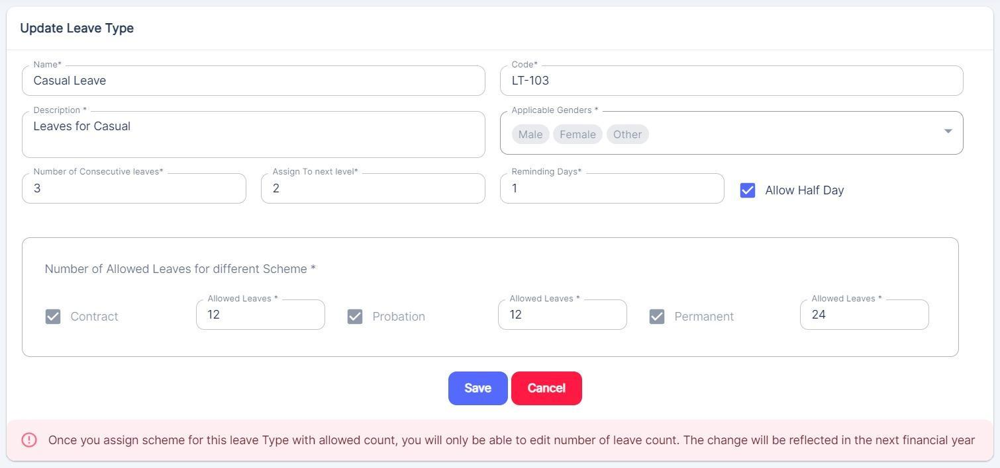 Update Leave Type
Name*
Casual Leave
Code*
LT-103
Description *
Leaves for Casual
Applicable Genders *
Male Female Other
Number of Consecutive leaves*
3
Assign To next level*
2
Reminding Days*
1
Allow Half Day
Number of Allowed Leaves for different Scheme *
Contract
Allowed Leaves *
12
Probation
Allowed Leaves *
12
Permanent
Allowed Leaves *
24
Save Cancel
Once you assign scheme for this leave Type with allowed count, you will only be able to edit number of leave count. The change will be reflected in the next financial year